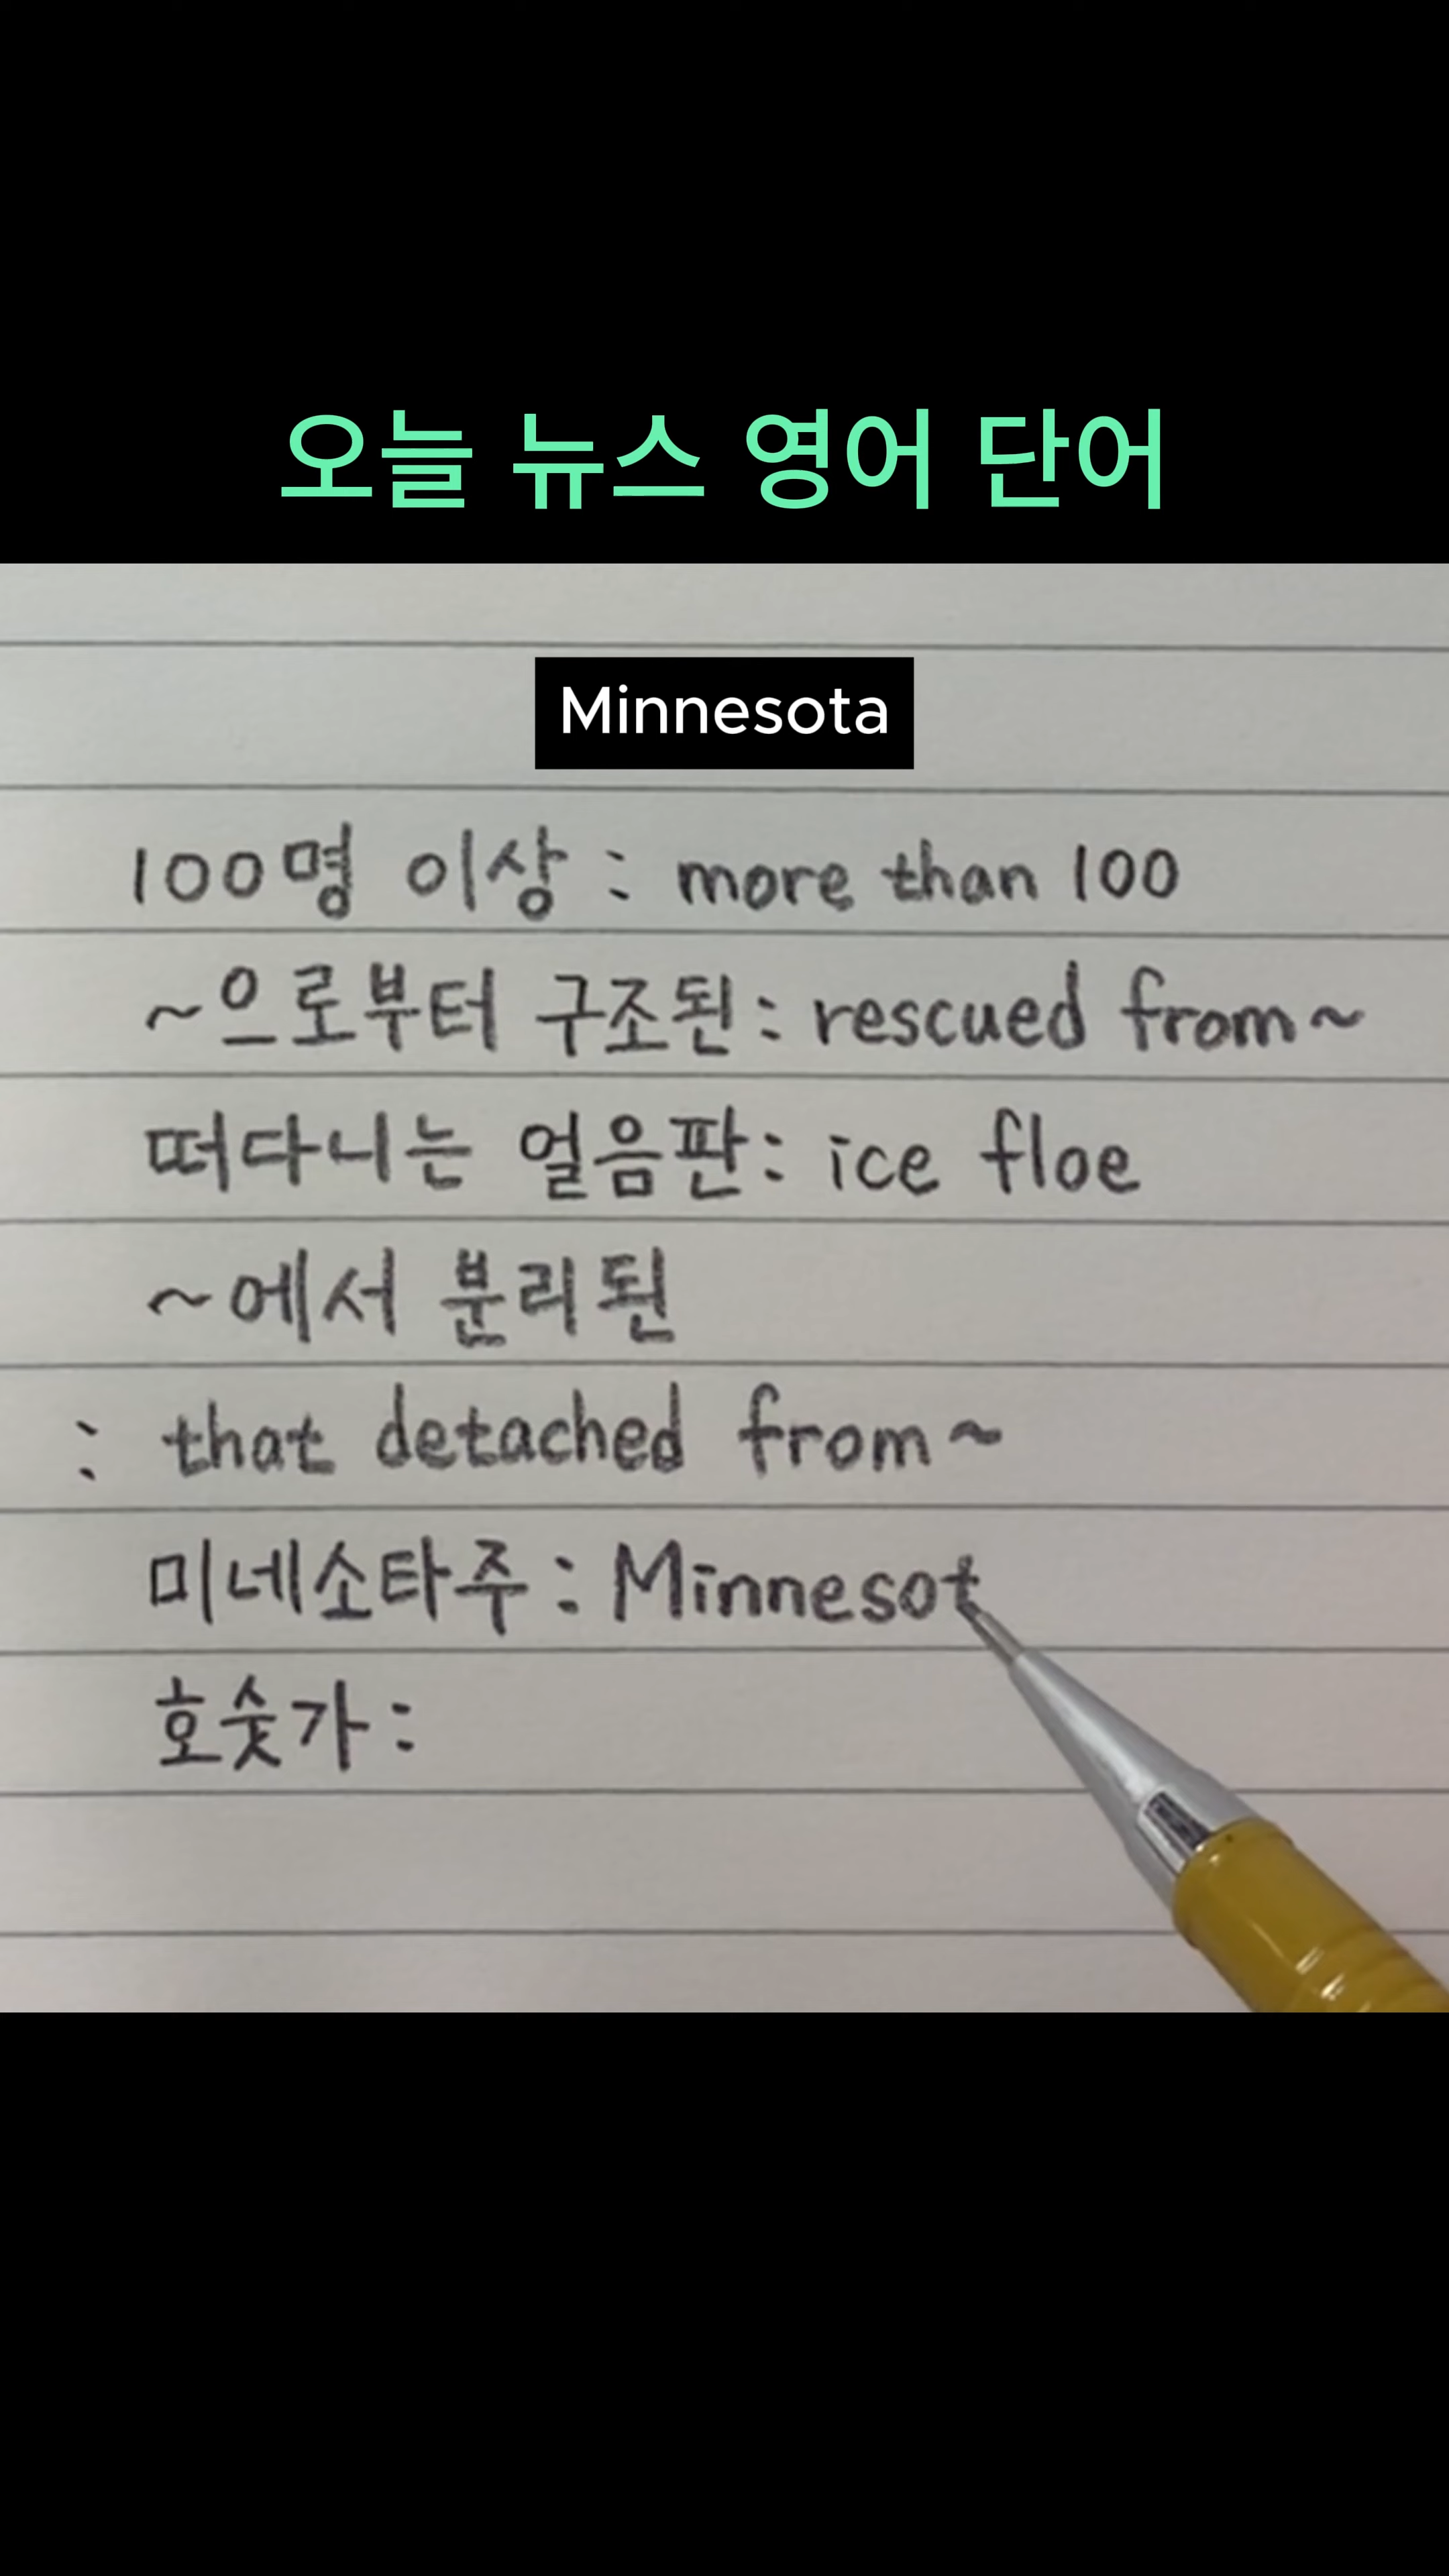 오늘 뉴스 영어 단어
Minnesota
100명 이상 : more than 100
~으로부터 구조된 : rescued from~
떠다니는 얼음판 : ice floe
~에서 분리된
: that detached from~
미네소타주 : Minnesot
호숫가 :